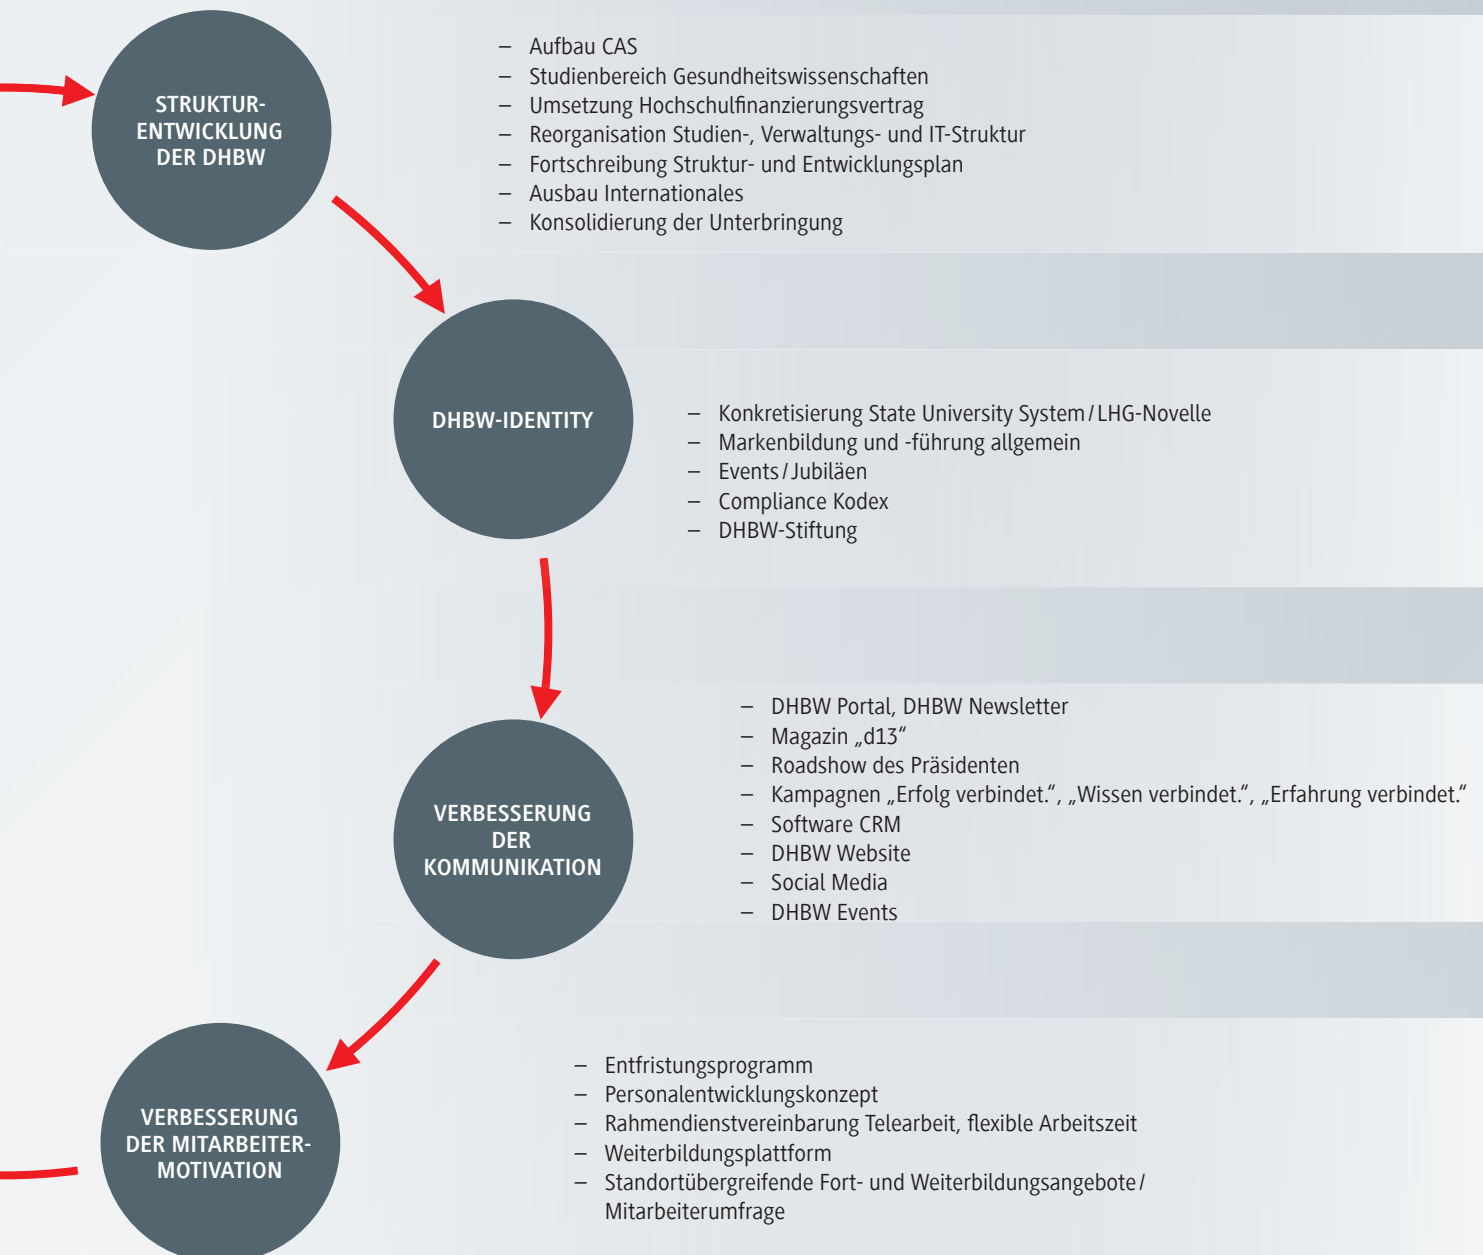 STRUKTUR-
ENTWICKLUNG
DER DHBW
– Aufbau CAS
– Studienbereich Gesundheitswissenschaften
– Umsetzung Hochschulfinanzierungsvertrag
– Reorganisation Studien-, Verwaltungs- und IT-Struktur
– Fortschreibung Struktur- und Entwicklungsplan
– Ausbau Internationales
– Konsolidierung der Unterbringung
DHBW-IDENTITY
– Konkretisierung State University System / LHG-Novelle
– Markenbildung und -führung allgemein
– Events / Jubiläen
– Compliance Kodex
– DHBW-Stiftung
VERBESSERUNG
DER
KOMMUNIKATION
– DHBW Portal, DHBW Newsletter
– Magazin „d13“
– Roadshow des Präsidenten
– Kampagnen „Erfolg verbindet.“, „Wissen verbindet.“, „Erfahrung verbindet.“
– Software CRM
– DHBW Website
– Social Media
– DHBW Events
VERBESSERUNG
DER MITARBEITER-
MOTIVATION
– Entfristungsprogramm
– Personalentwicklungskonzept
– Rahmendienstvereinbarung Telearbeit, flexible Arbeitszeit
– Weiterbildungsplattform
– Standortübergreifende Fort- und Weiterbildungsangebote /
Mitarbeiterumfrage